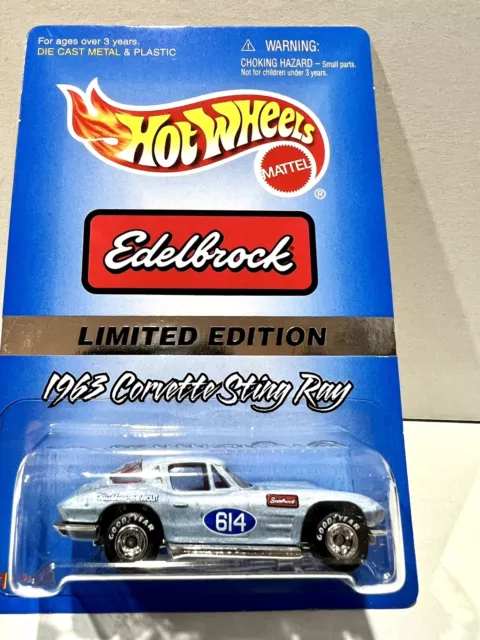 For ages over 3 years.
DIE CAST METAL & PLASTIC
⚠ WARNING:
CHOKING HAZARD – Small parts.
Not for children under 3 years.
HOT WHEELS
MATTEL
®
Edelbrock
LIMITED EDITION
1963 Corvette Sting Ray
Edelbrock
614
GOODYEAR
GOODYEAR